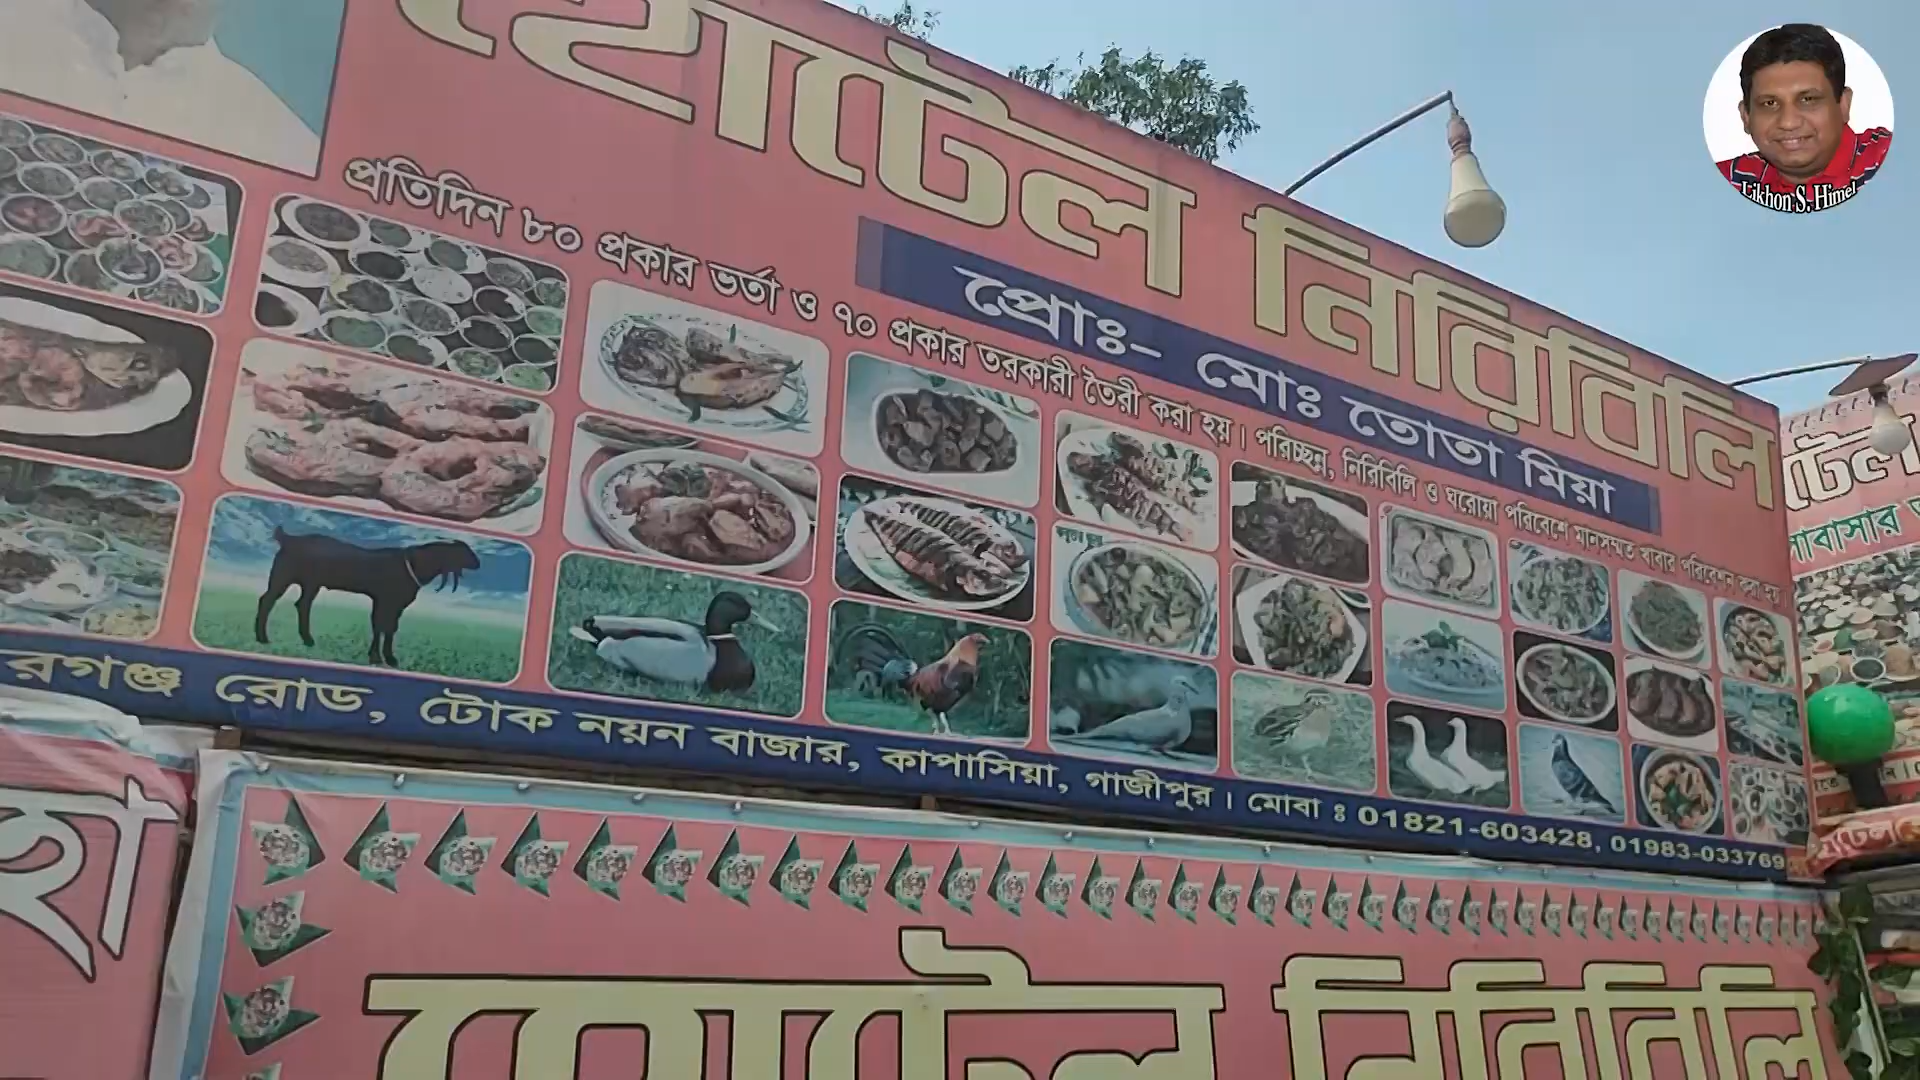 হোটেল নিরিবিলি
Likhon S. Himel
প্রোঃ- মোঃ তোতা মিয়া
প্রতিদিন ৮০ প্রকার ভর্তা ও ৭০ প্রকার তরকারী তৈরী করা হয়। পরিচ্ছন্ন, নিরিবিলি ও ঘরোয়া পরিবেশে মানসম্মত খাবার পরিবেশন করা হয়।
রগঞ্জ রোড, টোক নয়ন বাজার, কাপাসিয়া, গাজীপুর। মোবা ঃ 01821-603428, 01983-033769
টেল
হোটেল নিরিবিলি